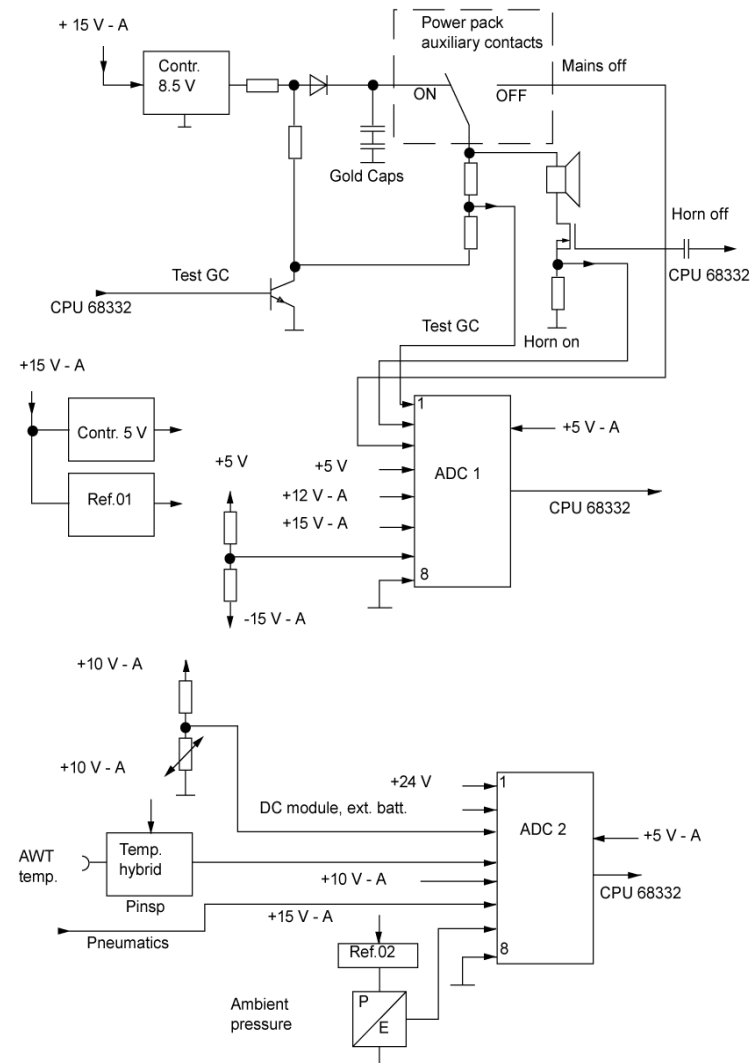 + 15 V - A
Contr.
8.5 V
Power pack
auxiliary contacts
Mains off
ON
OFF
Gold Caps
Horn off
Test GC
CPU 68332
CPU 68332
Test GC
Horn on
+15 V - A
Contr. 5 V
Ref.01
1
+5 V - A
+5 V
+5 V
ADC 1
+12 V - A
CPU 68332
+15 V - A
8
-15 V - A
+10 V - A
+10 V - A
+24 V
1
DC module, ext. batt.
ADC 2
+5 V - A
AWT
temp.
Temp.
hybrid
+10 V - A
CPU 68332
Pinsp
+15 V - A
Pneumatics
8
Ref.02
Ambient
pressure
P
E